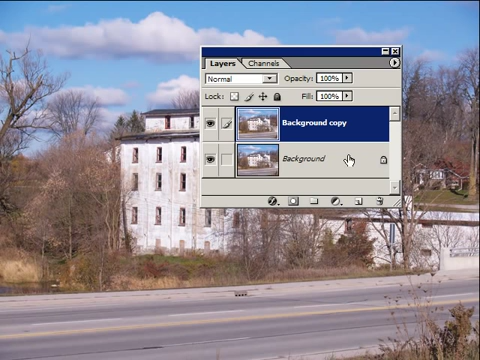 Layers Channels
Normal Opacity: 100%
Lock: Fill: 100%
Background copy
Background